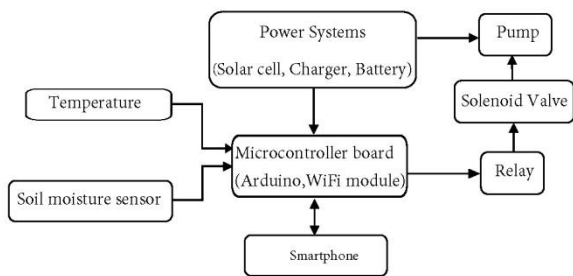 Power Systems
(Solar cell, Charger, Battery)
Pump
Temperature
Solenoid Valve
Microcontroller board
(Arduino,WiFi module)
Relay
Soil moisture sensor
Smartphone